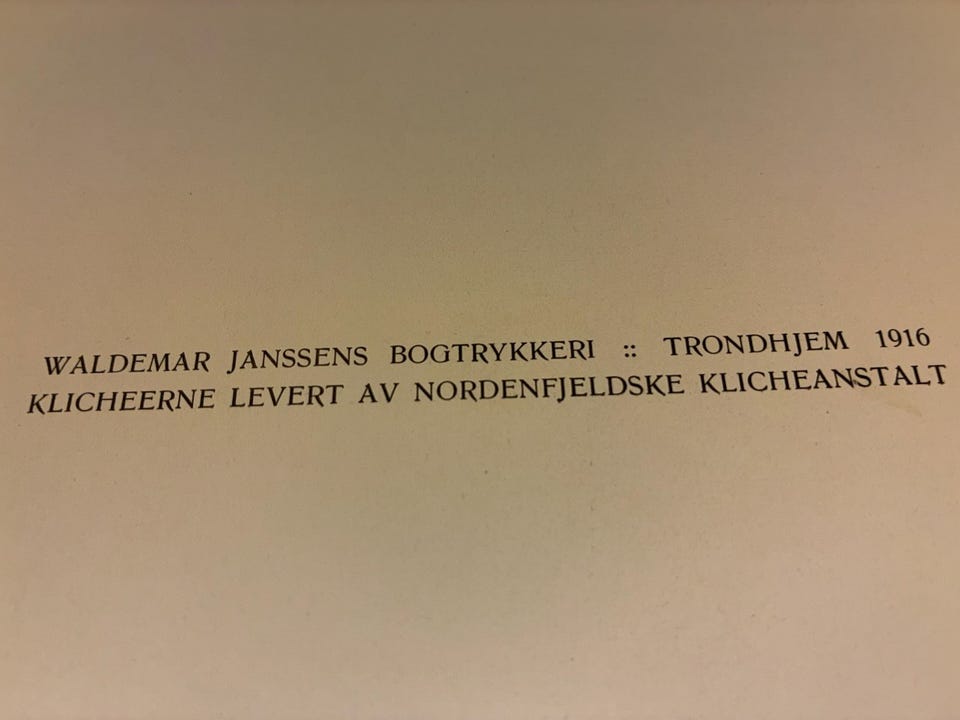 WALDEMAR JANSSENS BOGTRYKKERI :: TRONDHJEM 1916
KLICHEERNE LEVERT AV NORDENFJELDSKE KLICHEANSTALT